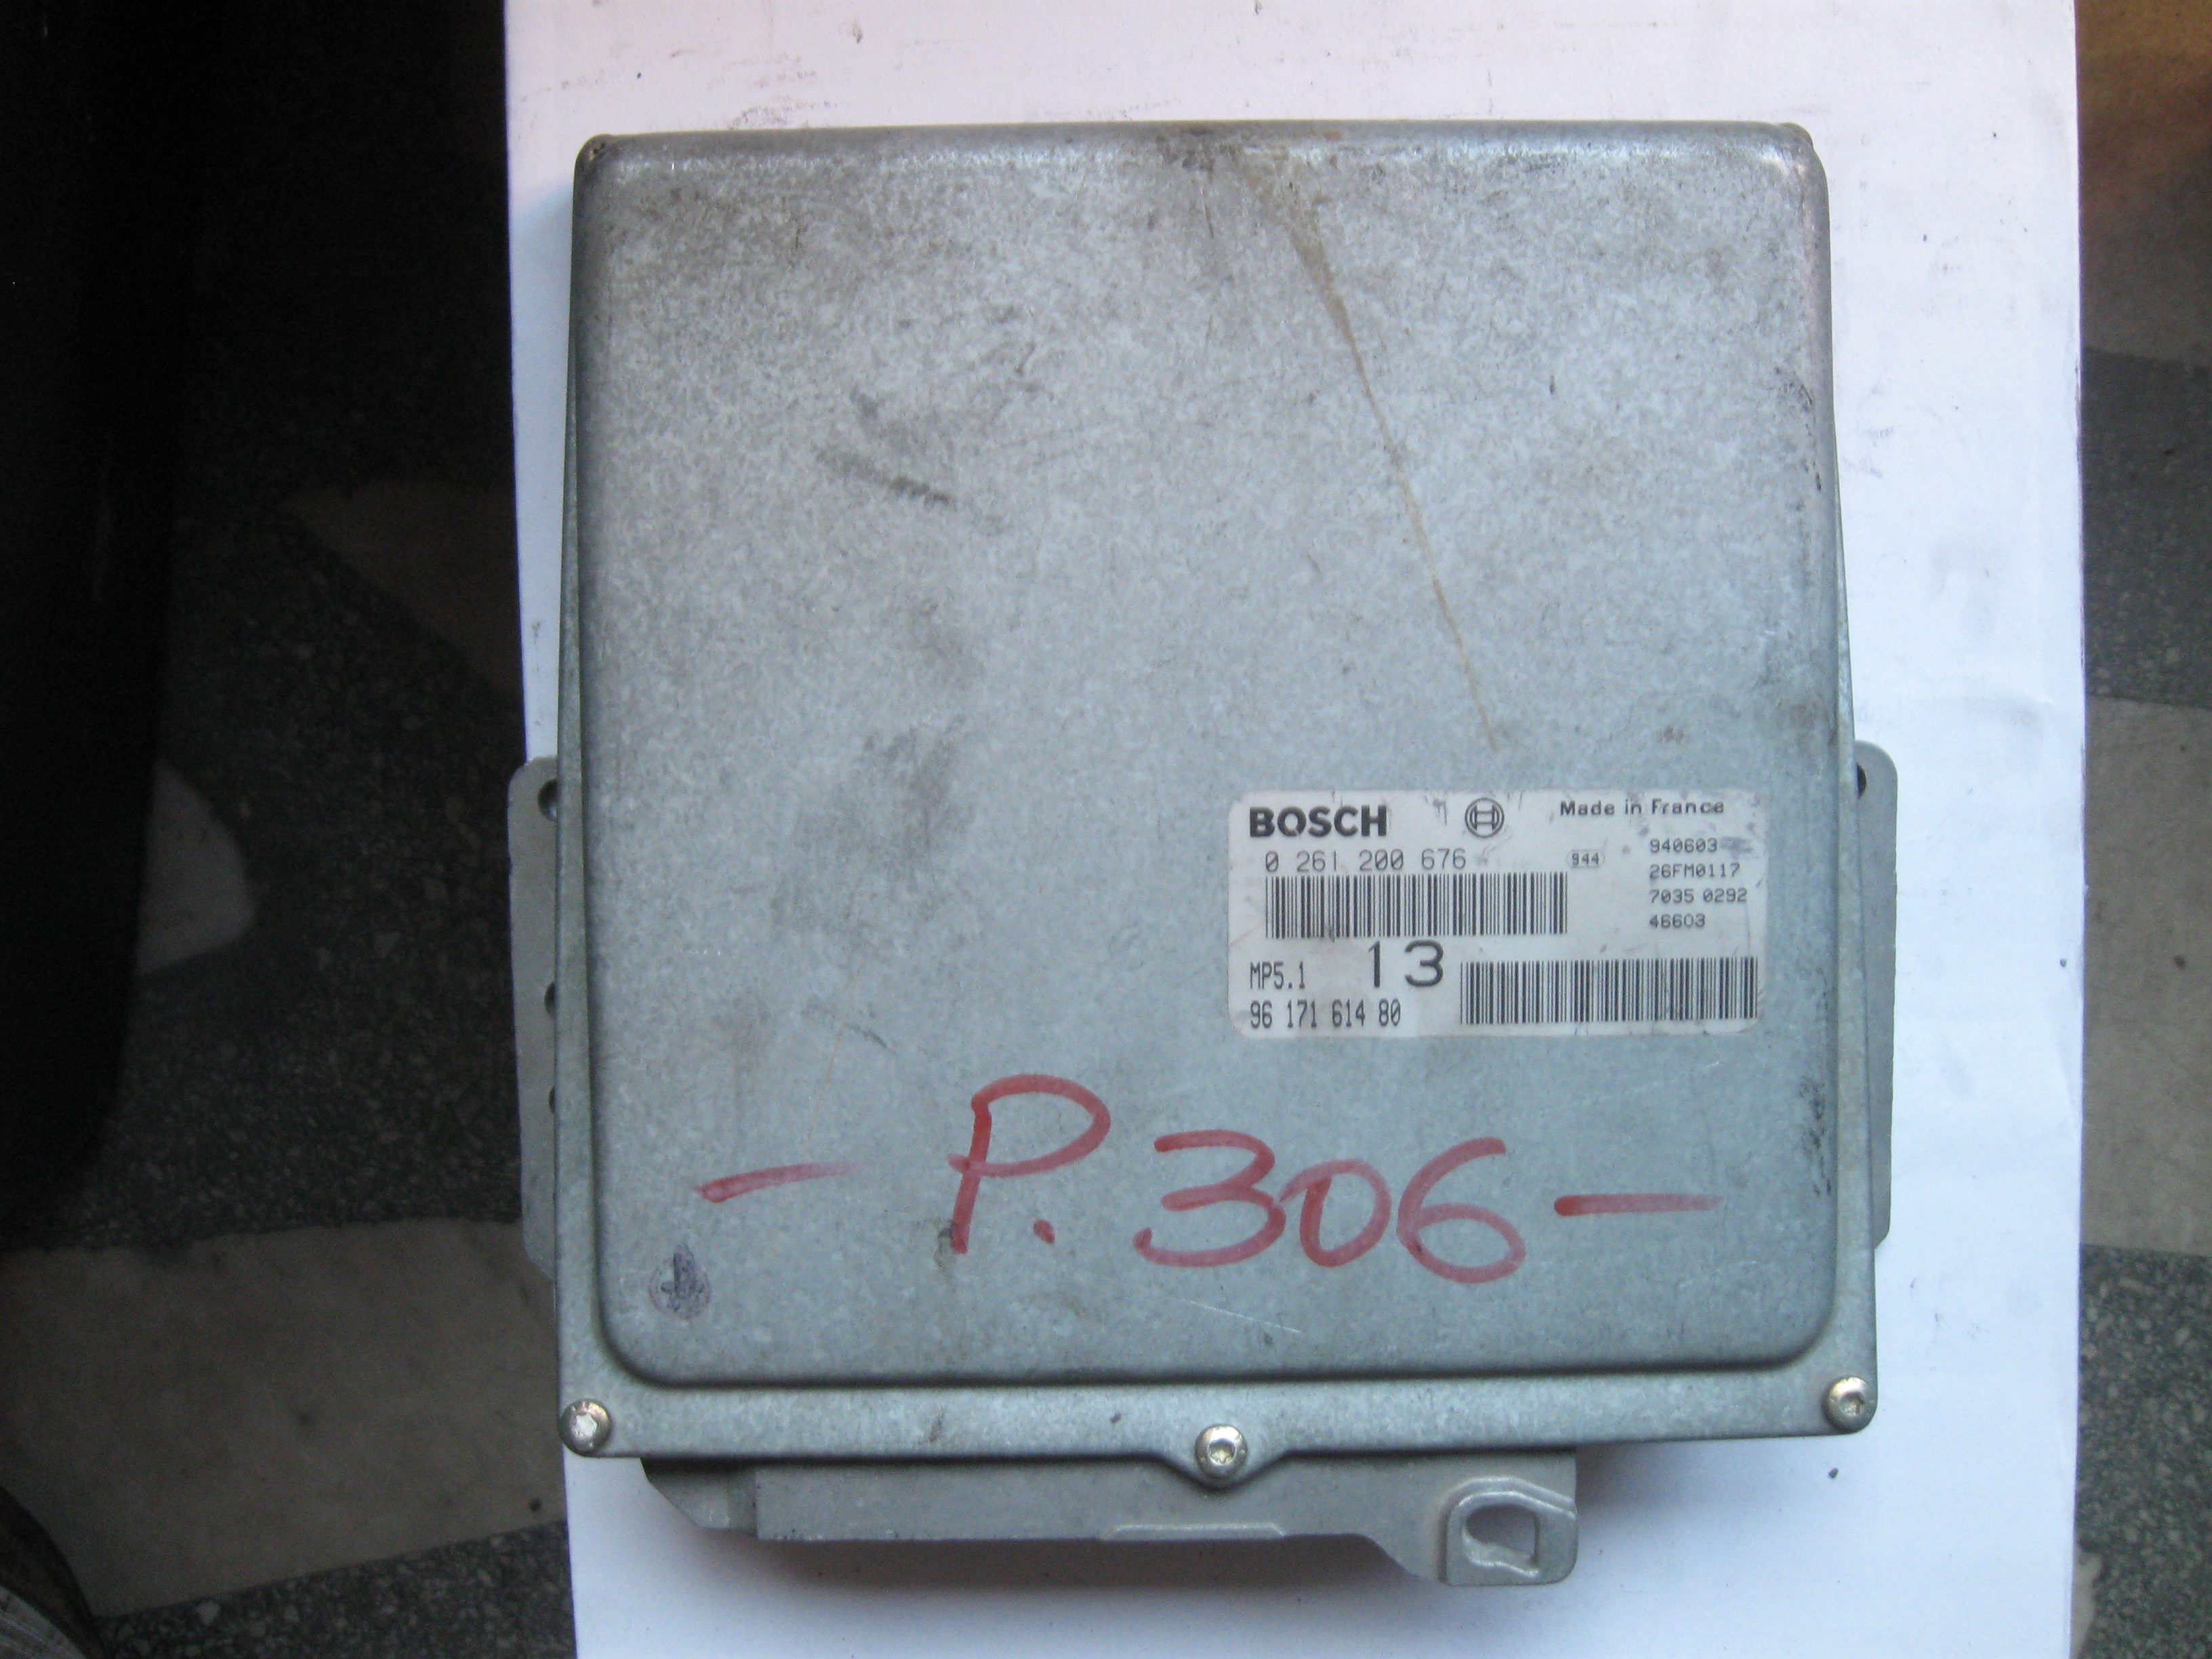 BOSCH Made in France
0 261 200 676 944 940603
26FM0117
7035 0292
46603
MP5.1 13
96 171 614 80
- P. 306 -